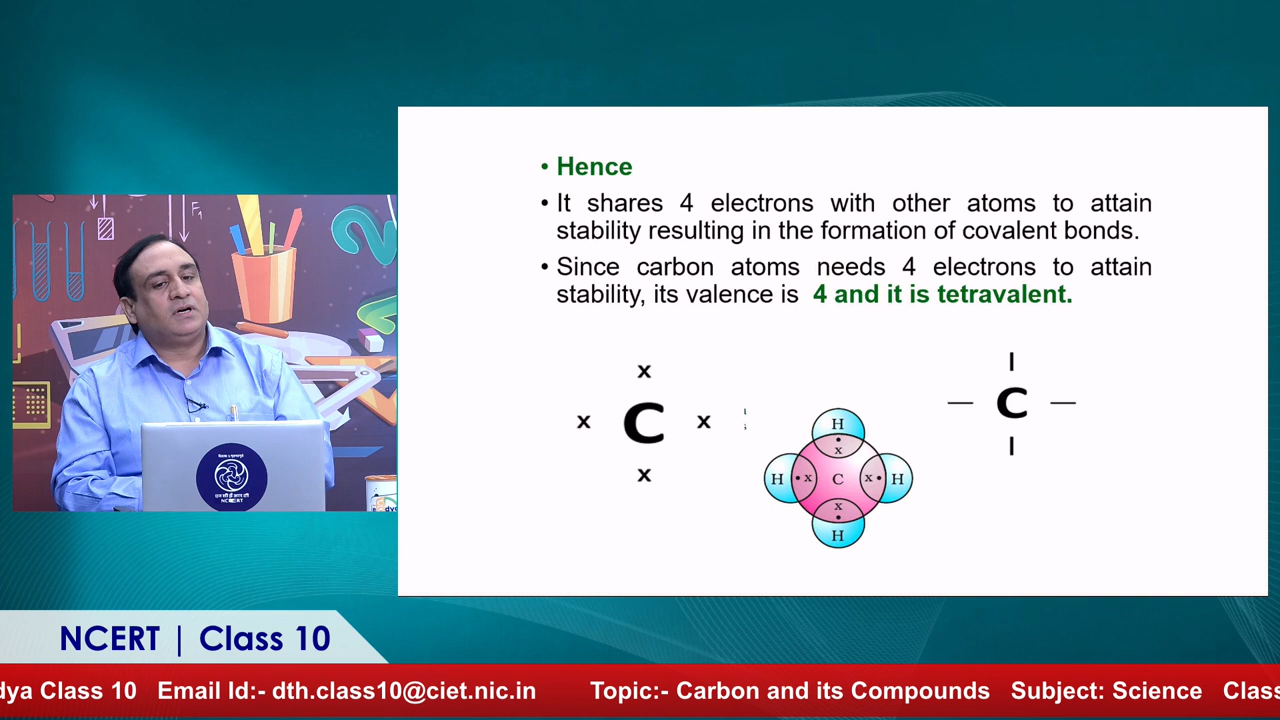 • Hence
• It shares 4 electrons with other atoms to attain
stability resulting in the formation of covalent bonds.
• Since carbon atoms needs 4 electrons to attain
stability, its valence is 4 and it is tetravalent.
x
x C x
x
H
x
H x C x H
x
H
C
F₁
NCERT
NCERT | Class 10
dya Class 10 Email Id:- dth.class10@ciet.nic.in Topic:- Carbon and its Compounds Subject: Science Class